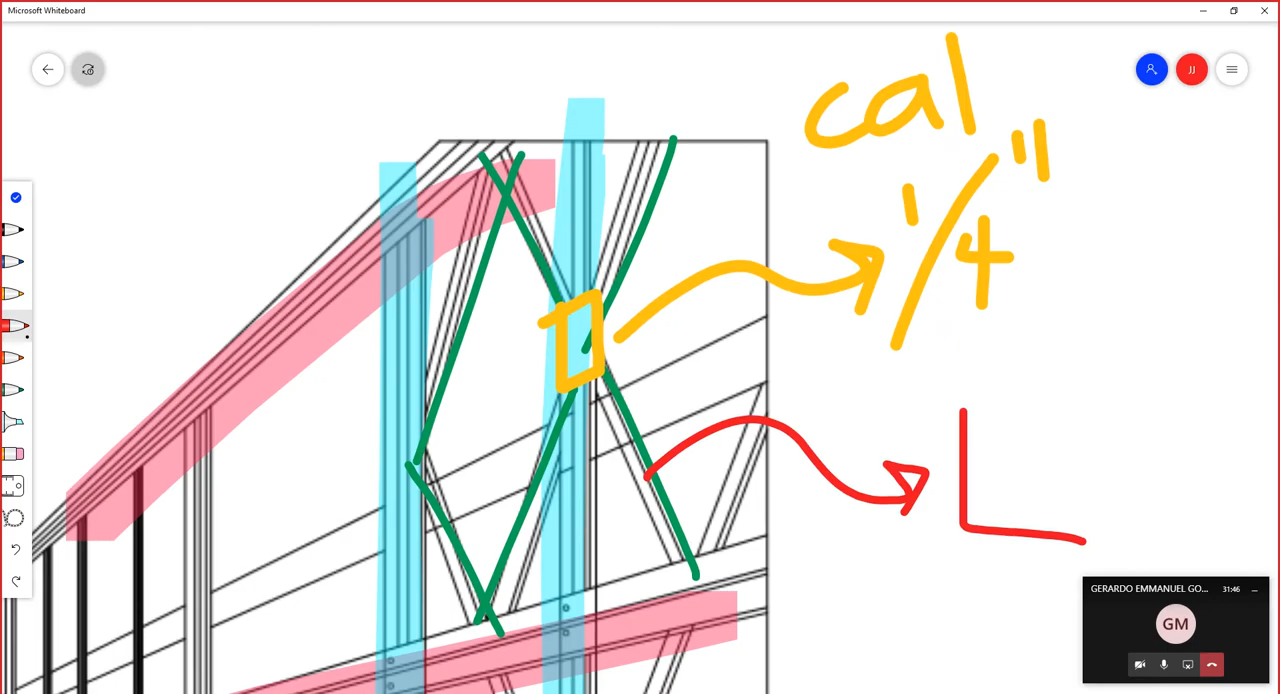 Microsoft Whiteboard
JJ
cal
1/4"
L
GERARDO EMMANUEL GO... 31:46
GM